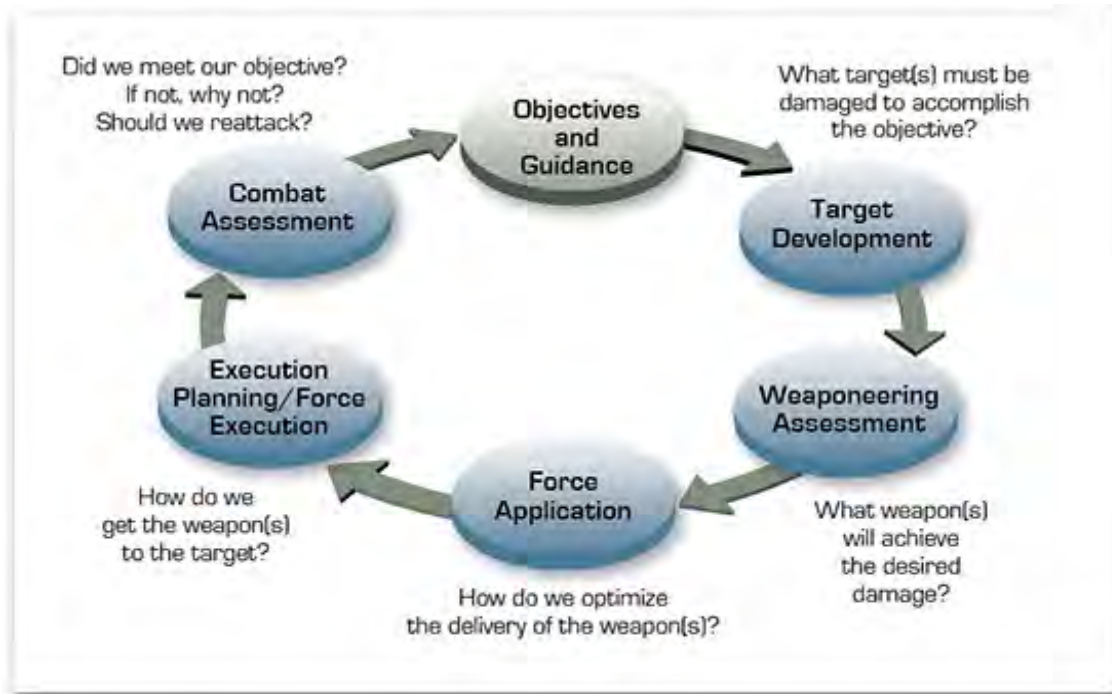 Did we meet our objective?
If not, why not?
Should we reattack?
Objectives
and
Guidance
What target(s) must be
damaged to accomplish
the objective?
Combat
Assessment
Target
Development
Execution
Planning/Force
Execution
Weaponeering
Assessment
Force
Application
How do we
get the weapon(s)
to the target?
What weapon(s)
will achieve
the desired
damage?
How do we optimize
the delivery of the weapon(s)?